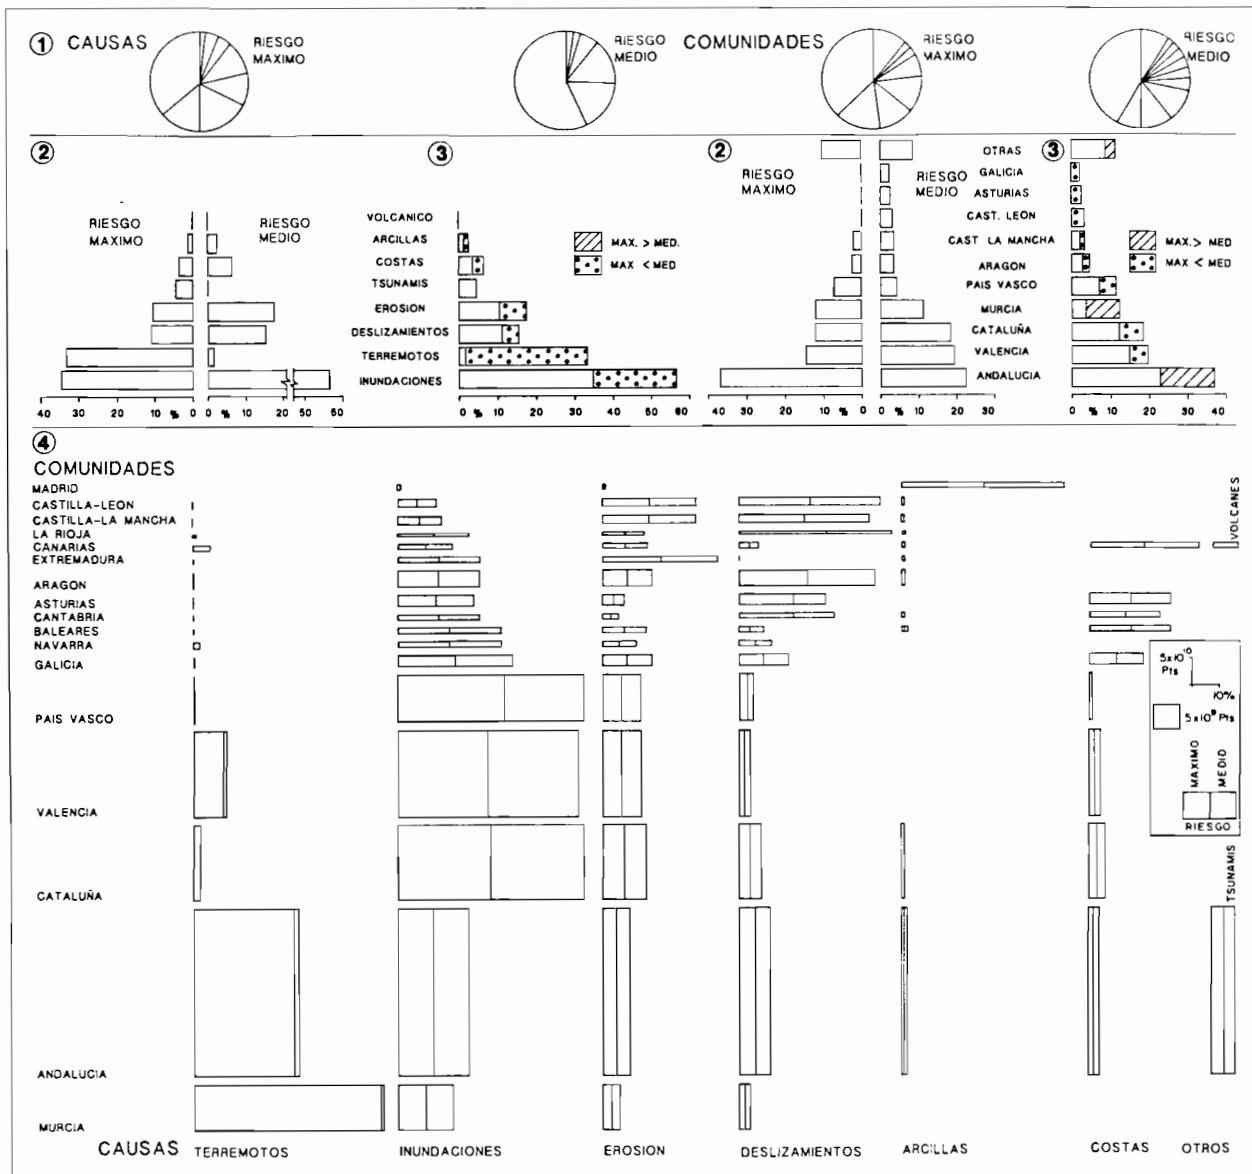 ① CAUSAS
RIESGO
MAXIMO
RIESGO
MEDIO
COMUNIDADES
RIESGO
MAXIMO
RIESGO
MEDIO
②
RIESGO
MAXIMO
RIESGO
MEDIO
40 30 20 10 0
% 
0 10 20 50 60
%
③
VOLCANICO
ARCILLAS
COSTAS
TSUNAMIS
EROSION
DESLIZAMIENTOS
TERREMOTOS
INUNDACIONES
MAX. > MED.
MAX < MED
0 % 10 20 30 40 50 60
②
RIESGO
MAXIMO
RIESGO
MEDIO
40 30 20 10 % 0
0 % 10 20 30
OTRAS
GALICIA
ASTURIAS
CAST. LEON
CAST LA MANCHA
ARAGON
PAIS VASCO
MURCIA
CATALUÑA
VALENCIA
ANDALUCIA
③
MAX. > MED
MAX < MED
0 % 10 20 30 40
④
COMUNIDADES
MADRID
CASTILLA-LEON
CASTILLA-LA MANCHA
LA RIOJA
CANARIAS
EXTREMADURA
ARAGON
ASTURIAS
CANTABRIA
BALEARES
NAVARRA
GALICIA
PAIS VASCO
VALENCIA
CATALUÑA
ANDALUCIA
MURCIA
VOLCANES
5x10¹⁰
Pts
10%
5x10⁹ Pts
MAXIMO
MEDIO
RIESGO
TSUNAMIS
CAUSAS TERREMOTOS INUNDACIONES EROSION DESLIZAMIENTOS ARCILLAS COSTAS OTROS